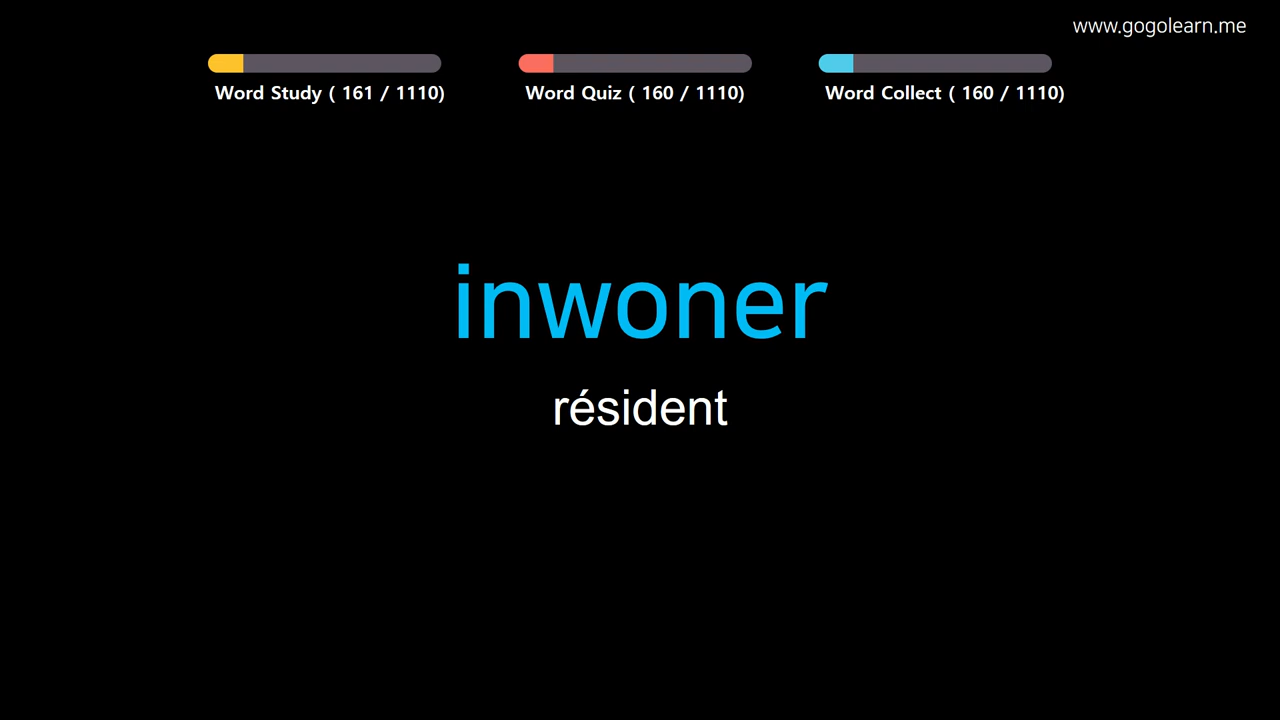 www.gogolearn.me
Word Study ( 161 / 1110)
Word Quiz ( 160 / 1110)
Word Collect ( 160 / 1110)
inwoner
résident